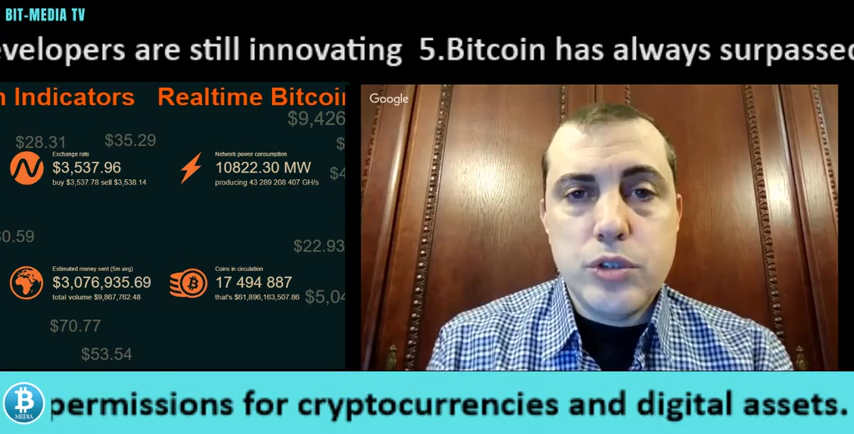 BIT-MEDIA TV
evelopers are still innovating 5.Bitcoin has always surpassed
n Indicators Realtime Bitcoin
$9,426
$28.31 $35.29
Exchange rate
$3,537.96
buy $3,537.78 sell $3,538.14
Network power consumption
10822.30 MW
producing 43 289 208 407 GH/s
Google
0.59
$22.93
Estimated money sent (5m avg)
$3,076,935.69
total volume $9,867,762.48
Coins in circulation
17 494 887
that's $61,896,163,507.86
$5,04
$70.77
$53.54
MEDIA
permissions for cryptocurrencies and digital assets.